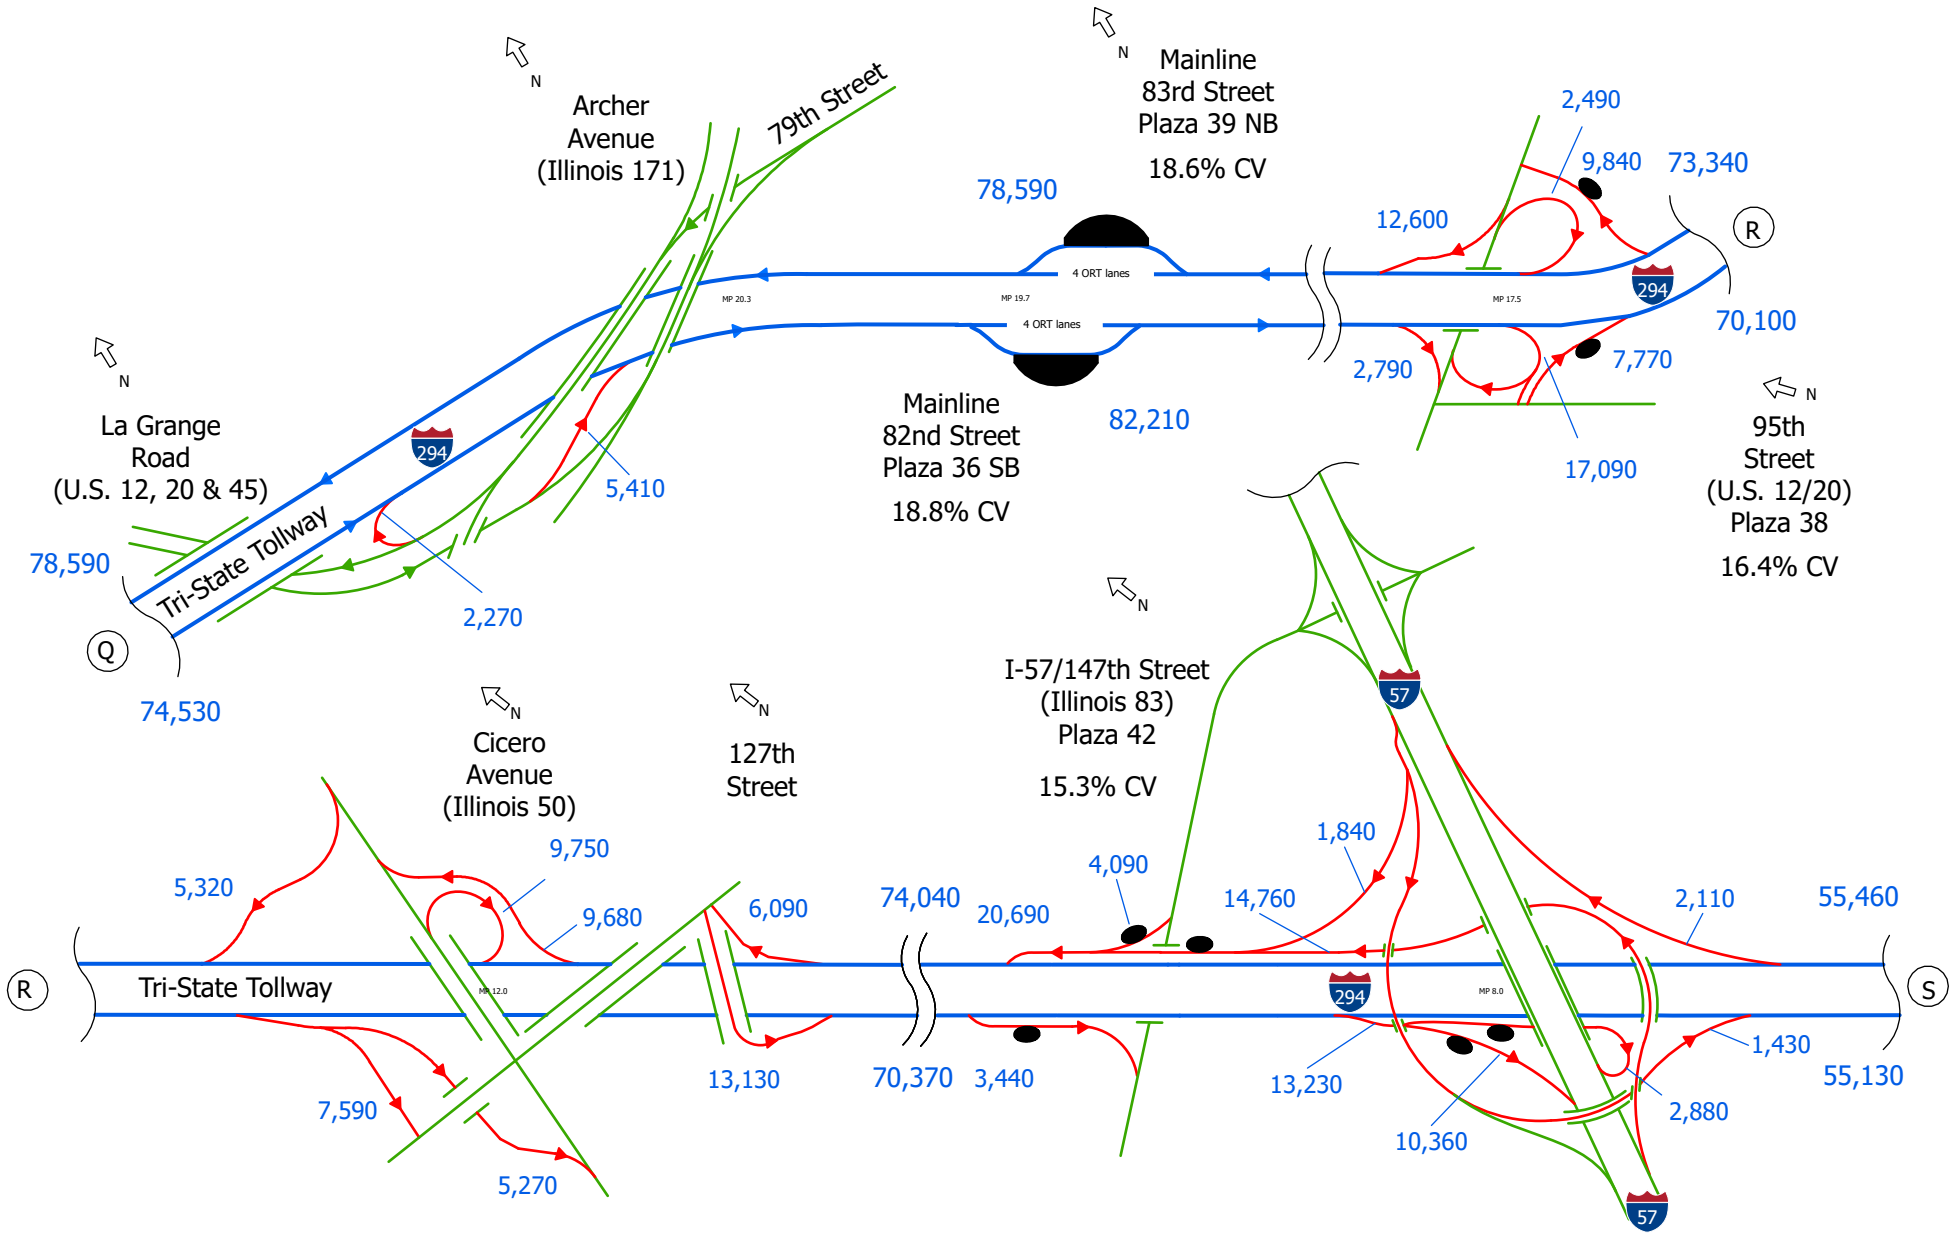 N
Mainline
83rd Street
Plaza 39 NB
18.6% CV
N
Archer
Avenue
(Illinois 171)
79th Street
2,490
9,840
73,340
R
12,600
78,590
4 ORT lanes
MP 20.3
MP 19.7
MP 17.5
4 ORT lanes
294
70,100
2,790
7,770
17,090
N
95th
Street
(U.S. 12/20)
Plaza 38
16.4% CV
Mainline
82nd Street
Plaza 36 SB
18.8% CV
82,210
N
La Grange
Road
(U.S. 12, 20 & 45)
294
5,410
78,590
Tri-State Tollway
2,270
Q
74,530
N
Cicero
Avenue
(Illinois 50)
N
127th
Street
N
I-57/147th Street
(Illinois 83)
Plaza 42
15.3% CV
57
5,320
9,750
9,680
6,090
74,040
20,690
4,090
14,760
1,840
2,110
55,460
R
Tri-State Tollway
MP 12.0
294
MP 8.0
S
7,590
5,270
13,130
70,370
3,440
13,230
10,360
2,880
1,430
55,130
57